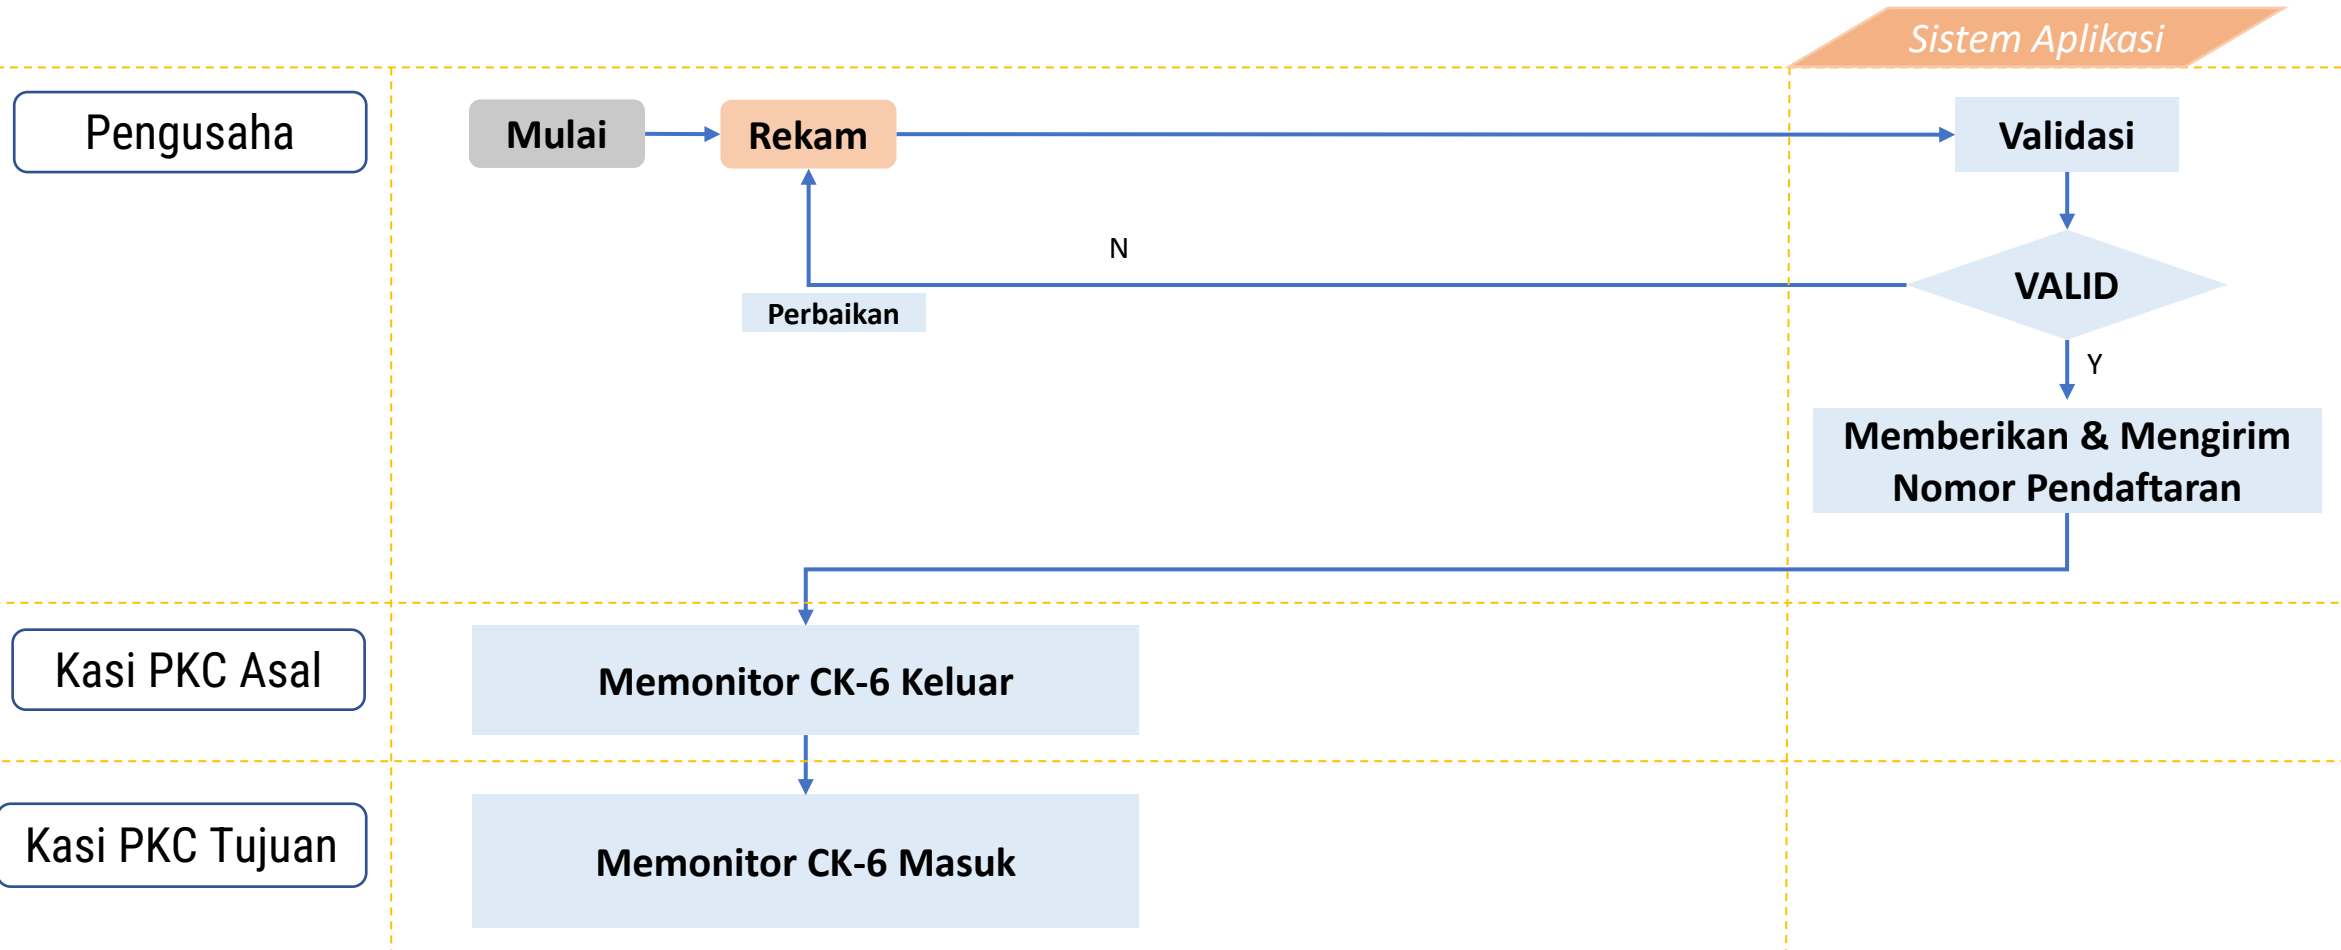 Sistem Aplikasi
Pengusaha
Mulai
Rekam
Validasi
N
VALID
Perbaikan
Y
Memberikan & Mengirim
Nomor Pendaftaran
Kasi PKC Asal
Memonitor CK-6 Keluar
Kasi PKC Tujuan
Memonitor CK-6 Masuk